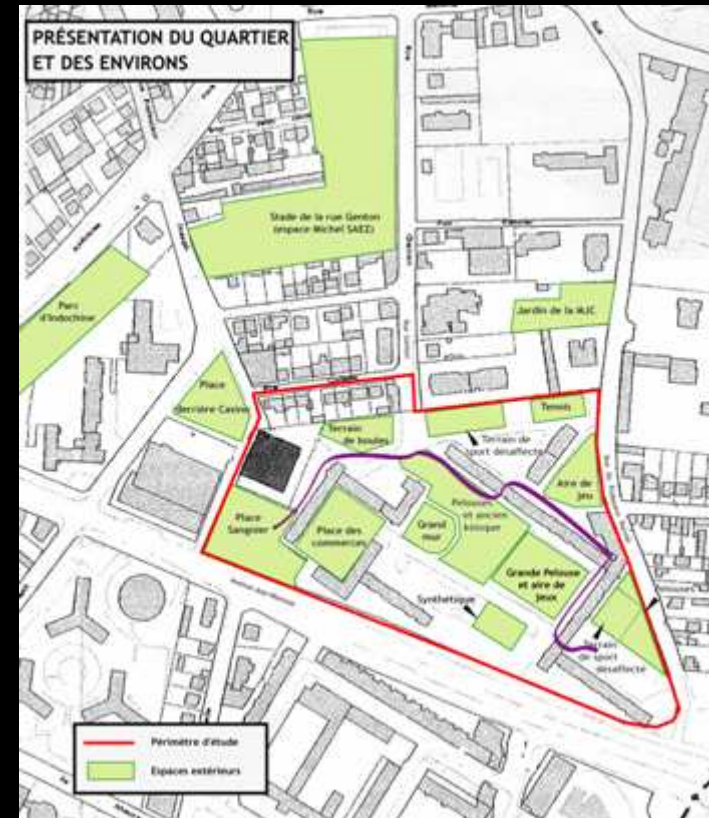 PRÉSENTATION DU QUARTIER
ET DES ENVIRONS
Stade de la rue Genton
(espace Michel SAEZ)
Parc
d'Indochine
Jardin de la MJC
Place
derrière Casino
Terrain
de boules
Terrain de
sport désaffecté
Tennis
Aire de
jeu
Place
Sangnier
Place des
commerces
Grand
mur
Pelouses
et ancien
kiosque
Grande Pelouse
et aire de
jeux
Synthétique
Terrain
de sport
désaffecté
Périmètre d'étude
Espaces extérieurs